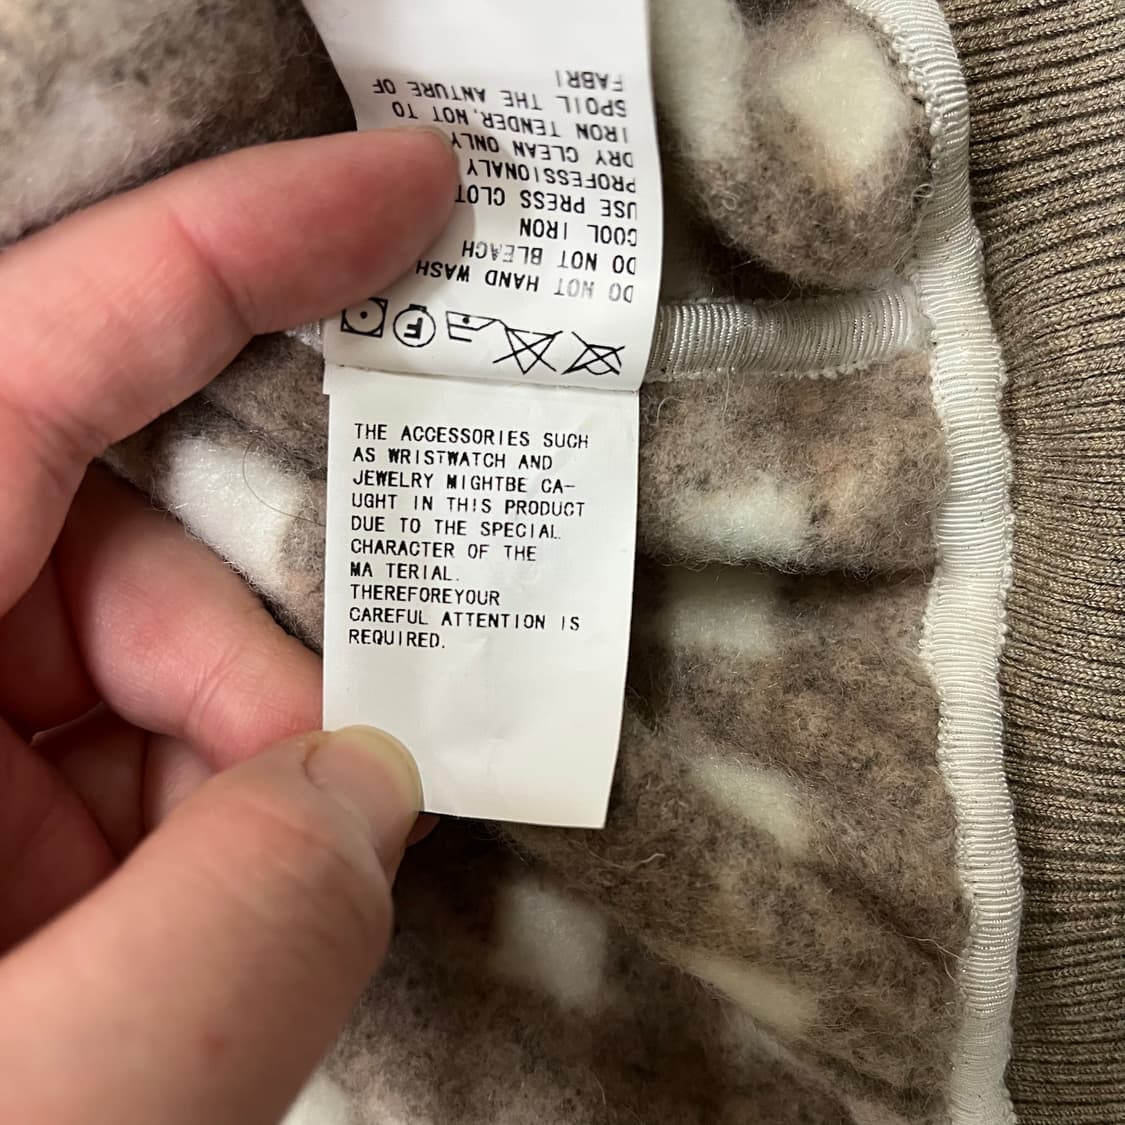 DO NOT HAND WASH
DO NOT BLEACH
COOL IRON
USE PRESS CLOT
PROFESSIONALY
DRY CLEAN ONLY
IRON TENDER, NOT TO
SPOIL THE ANTURE OF
FABRI
F
THE ACCESSORIES SUCH
AS WRISTWATCH AND
JEWELRY MIGHTBE CA-
UGHT IN THIS PRODUCT
DUE TO THE SPECIAL
CHARACTER OF THE
MA TERIAL.
THEREFOREYOUR
CAREFUL ATTENTION IS
REQUIRED.